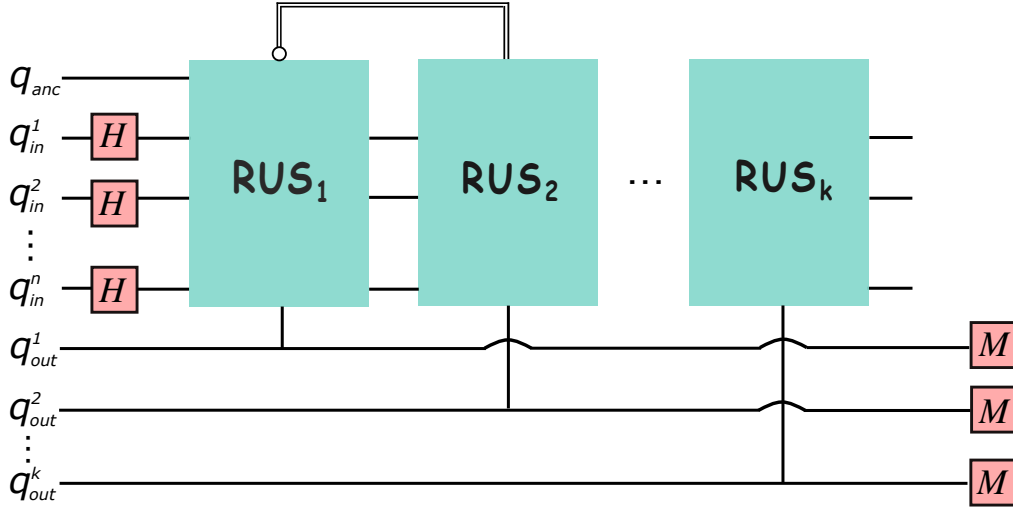 q_anc
q_in^1 H
q_in^2 H
⋮
q_in^n H
RUS_1 RUS_2 ... RUS_k
q_out^1 M
q_out^2 M
⋮
q_out^k M